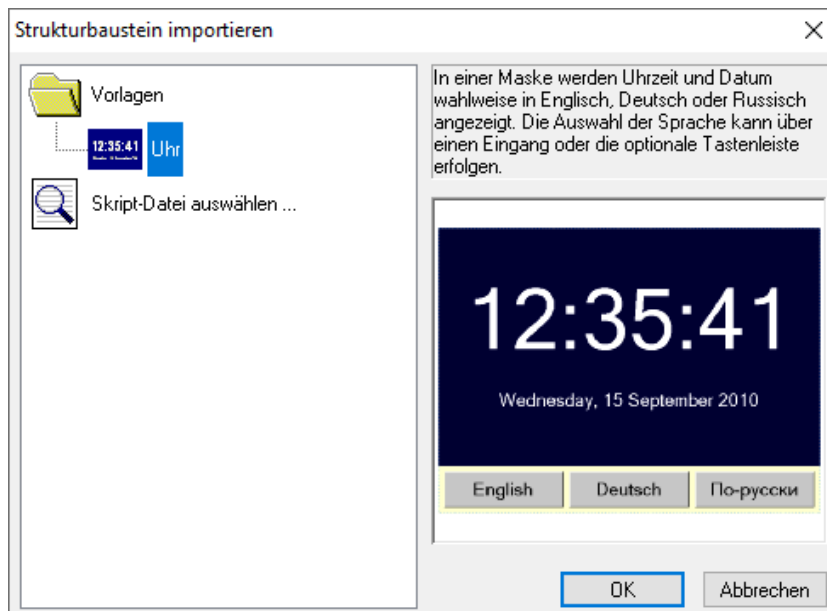 Strukturbaustein importieren
Vorlagen
12:35:41
Uhr
Skript-Datei auswählen ...
In einer Maske werden Uhrzeit und Datum
wahlweise in Englisch, Deutsch oder Russisch
angezeigt. Die Auswahl der Sprache kann über
einen Eingang oder die optionale Tastenleiste
erfolgen.
12:35:41
Wednesday, 15 September 2010
English
Deutsch
По-русски
OK
Abbrechen